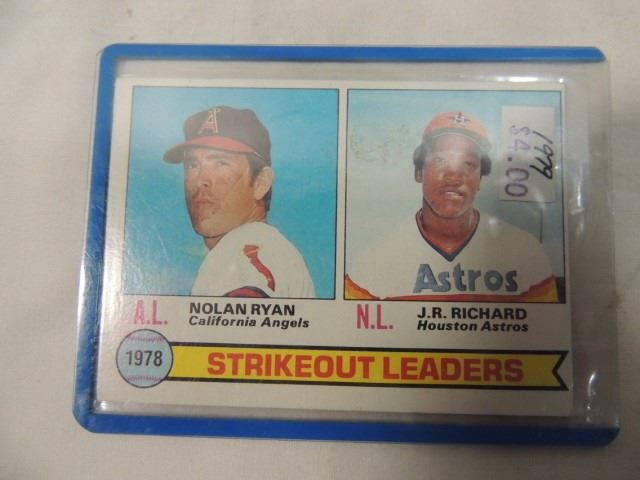 A
1979
$4.00
Astros
A.L.
NOLAN RYAN
California Angels
N.L.
J.R. RICHARD
Houston Astros
1978
STRIKEOUT LEADERS